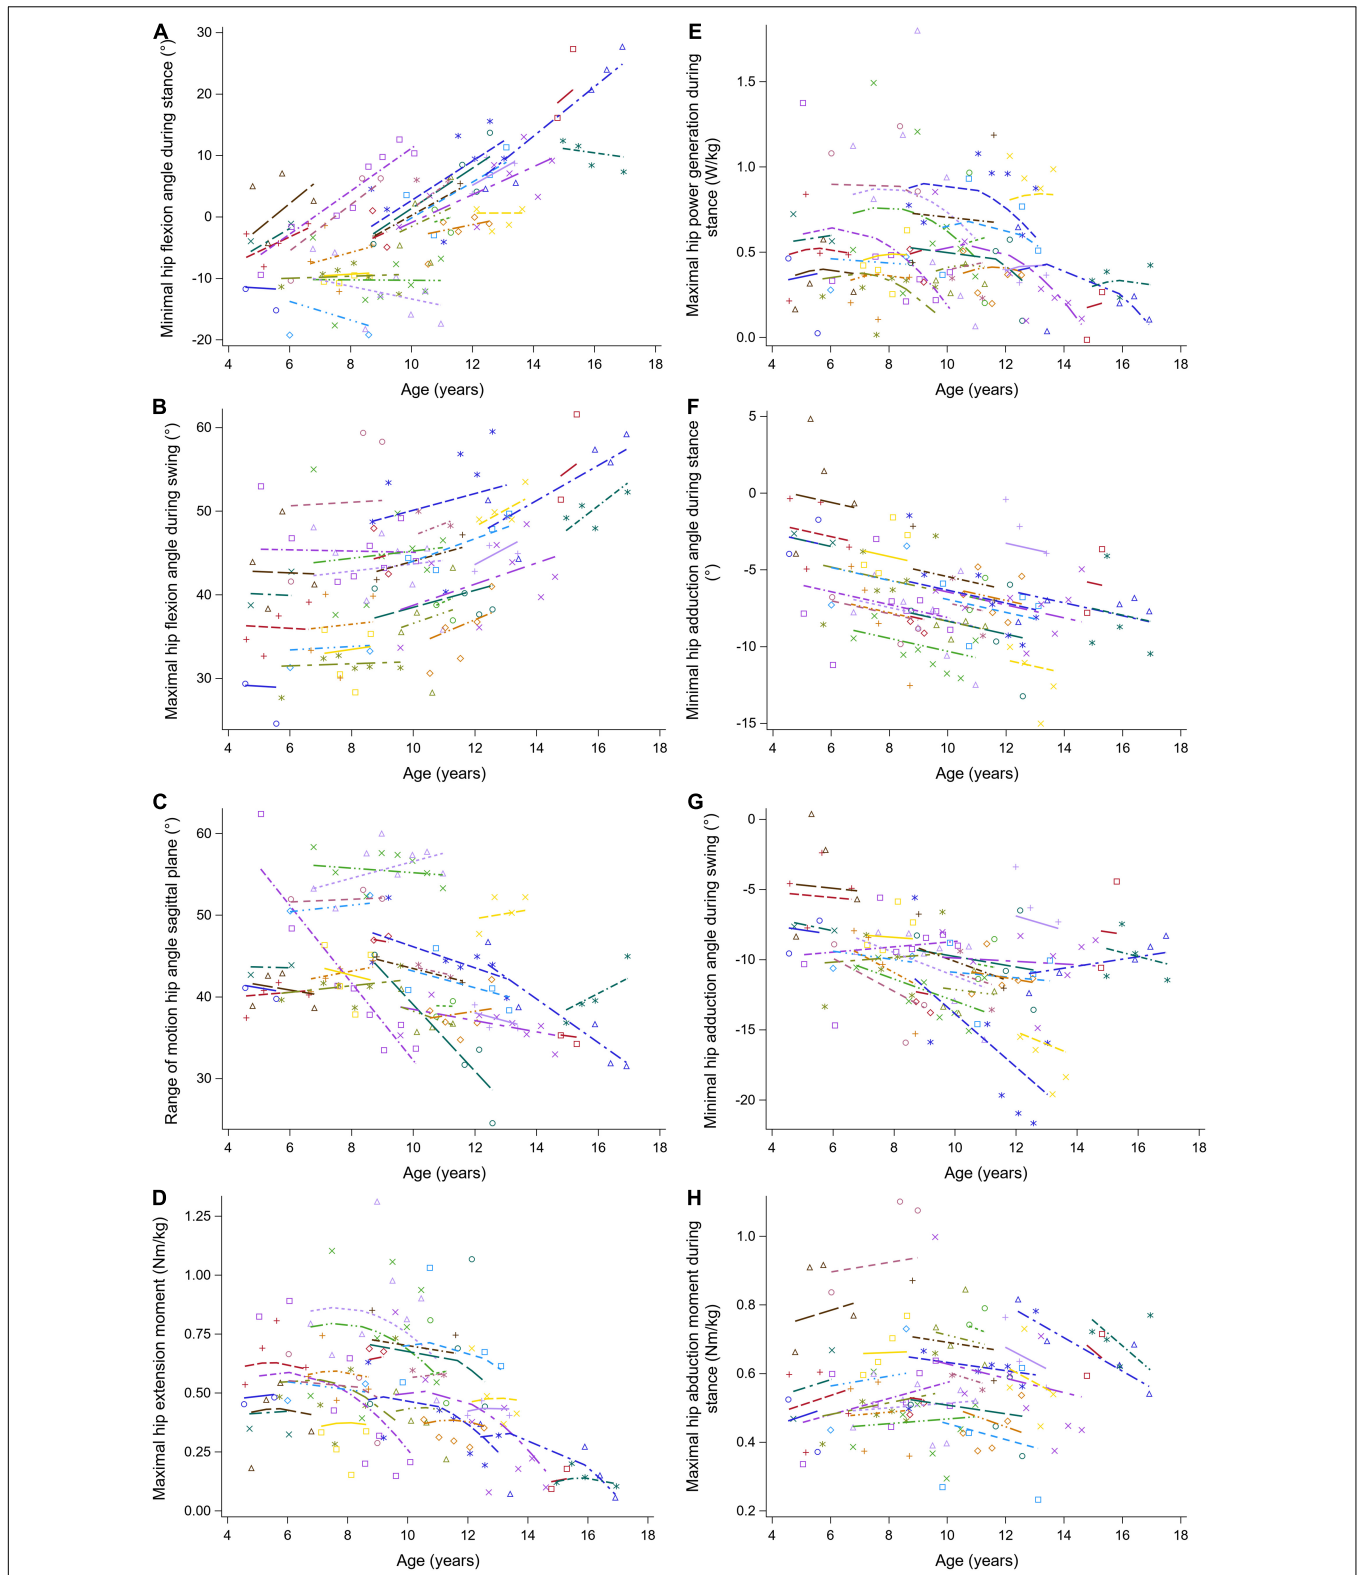 A
Minimal hip flexion angle during stance (°)
30
20
10
0
-10
-20
4 6 8 10 12 14 16 18
Age (years)
E
Maximal hip power generation during
stance (W/kg)
1.5
1.0
0.5
0.0
4 6 8 10 12 14 16 18
Age (years)
B
Maximal hip flexion angle during swing (°)
60
50
40
30
4 6 8 10 12 14 16 18
Age (years)
F
Minimal hip adduction angle during stance
(°)
5
0
-5
-10
-15
4 6 8 10 12 14 16 18
Age (years)
C
Range of motion hip angle sagittal plane (°)
60
50
40
30
4 6 8 10 12 14 16 18
Age (years)
G
Minimal hip adduction angle during swing (°)
0
-5
-10
-15
-20
4 6 8 10 12 14 16 18
Age (years)
D
Maximal hip extension moment (Nm/kg)
1.25
1.00
0.75
0.50
0.25
0.00
4 6 8 10 12 14 16 18
Age (years)
H
Maximal hip abduction moment during
stance (Nm/kg)
1.0
0.8
0.6
0.4
0.2
4 6 8 10 12 14 16 18
Age (years)